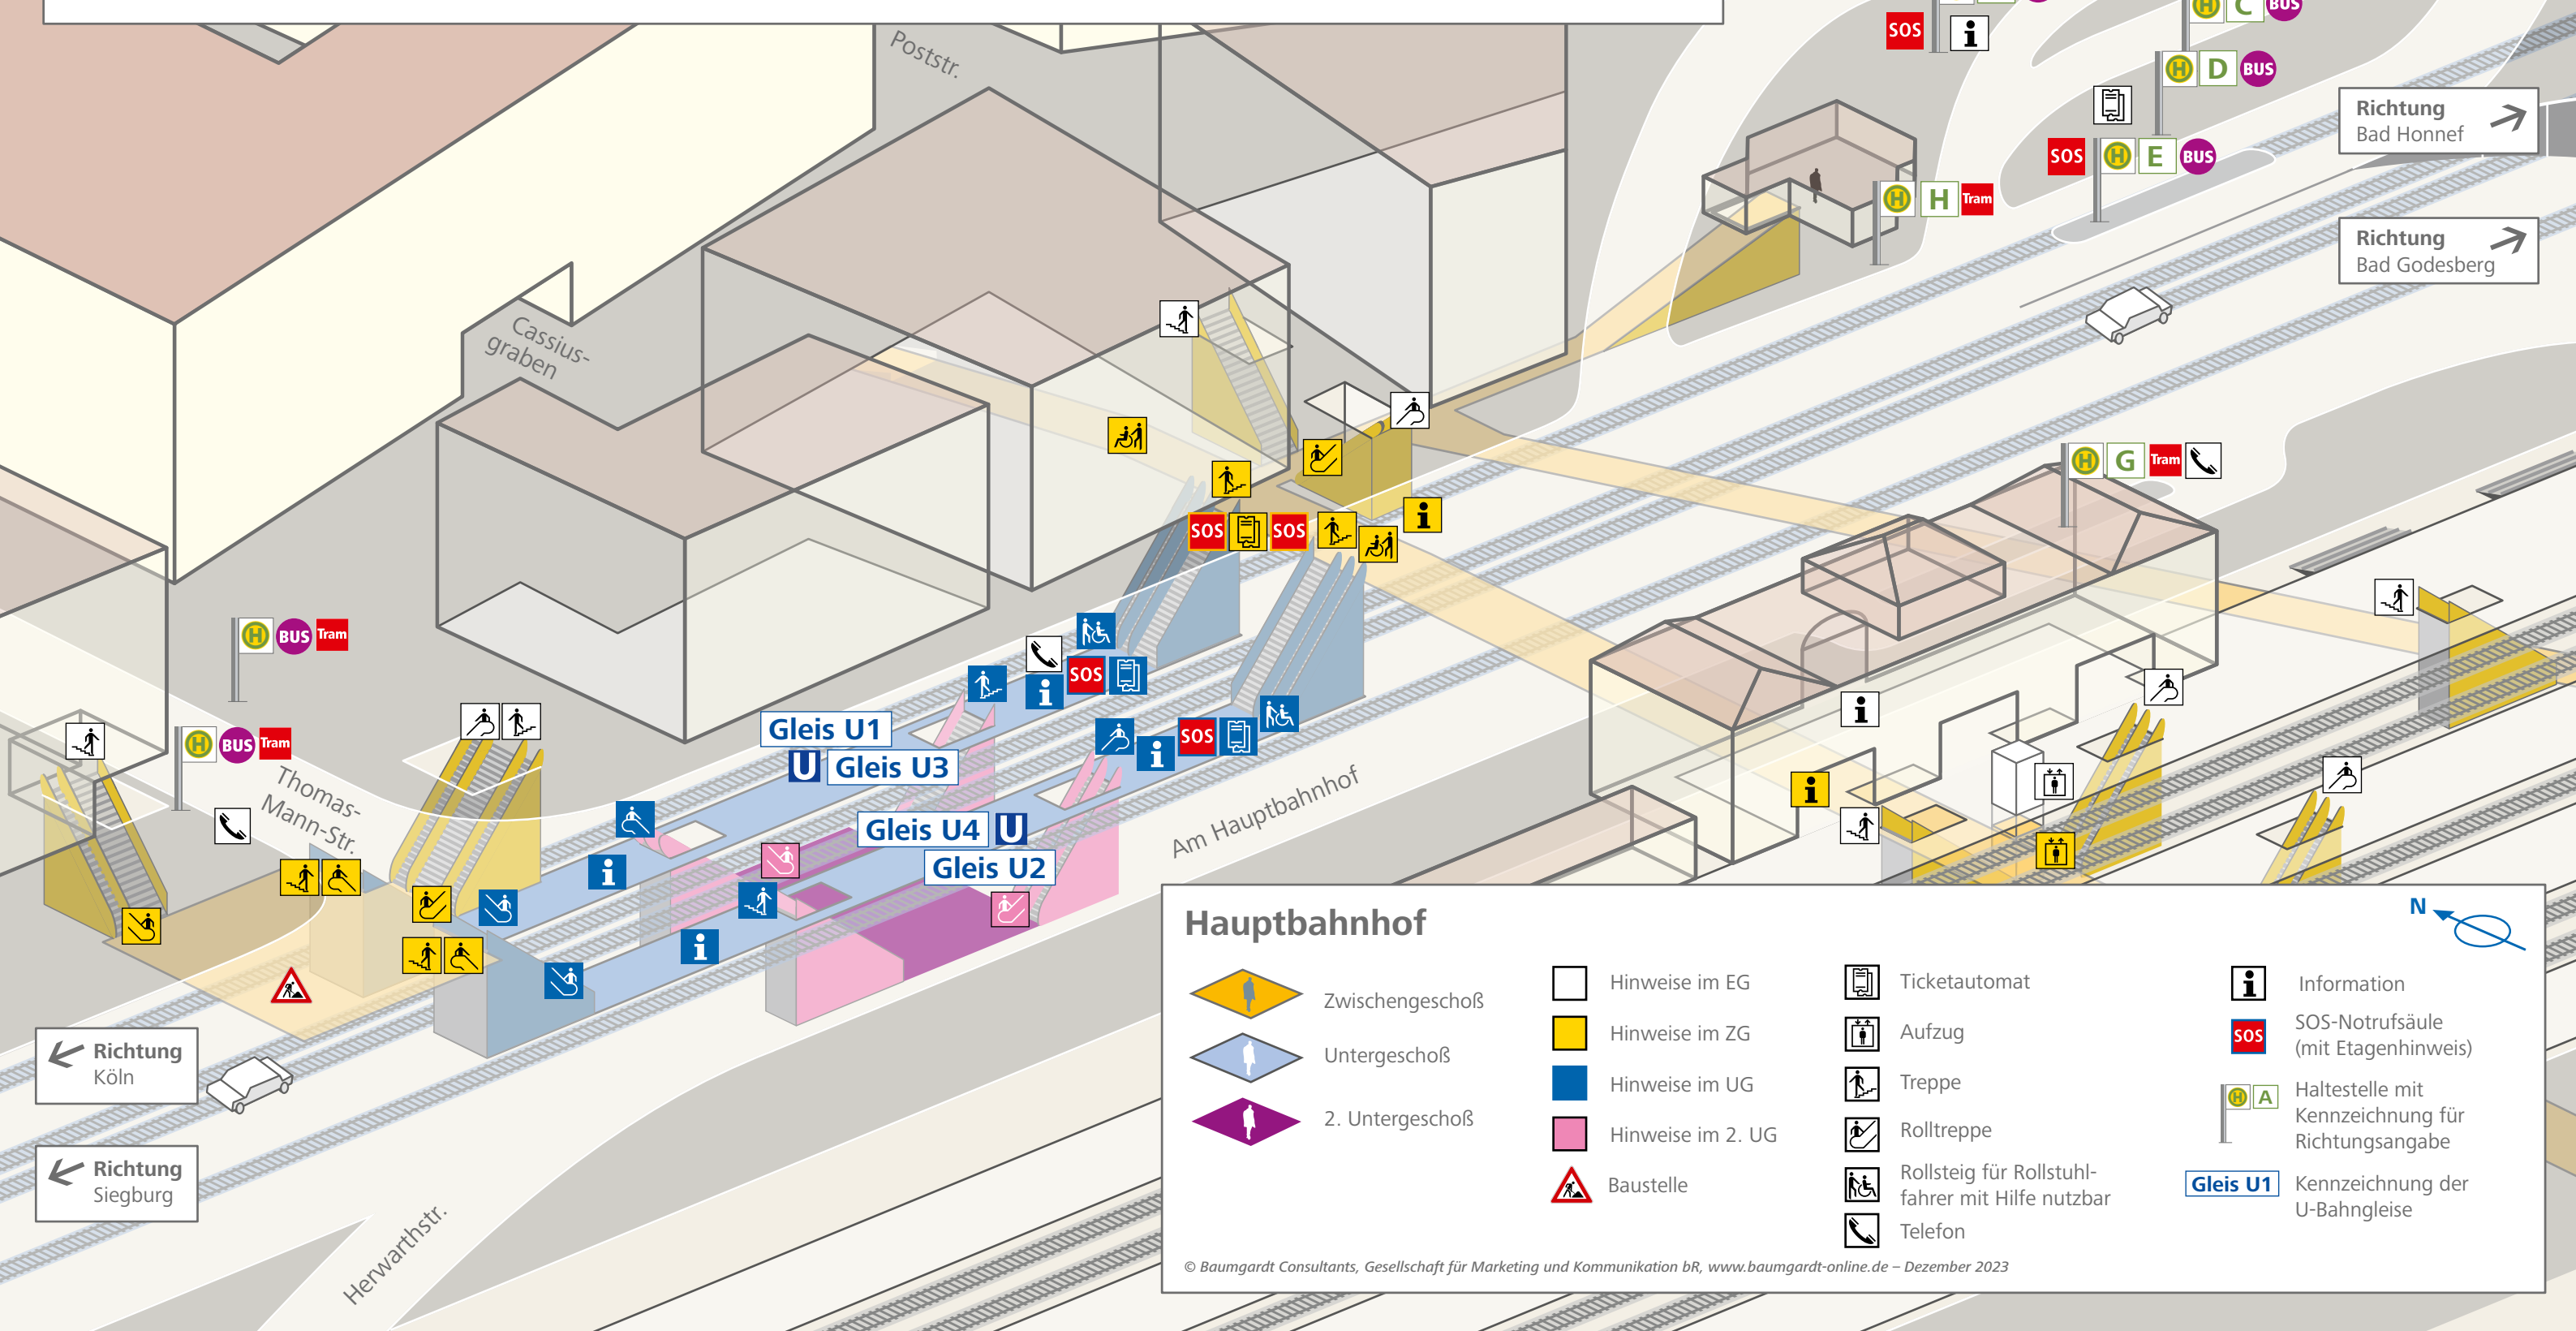 Poststr.
SOS
i
H C BUS
H D BUS
SOS H E BUS
H H Tram
Richtung
Bad Honnef
Richtung
Bad Godesberg
Cassius-
graben
H G Tram
SOS SOS
i
H BUS Tram
H BUS Tram
Thomas-
Mann-Str.
i SOS
i SOS
Gleis U1
U Gleis U3
Gleis U4 U
Gleis U2
i
i
i
i
Am Hauptbahnhof
Richtung
Köln
Richtung
Siegburg
Herwarthstr.
Hauptbahnhof
N
Zwischengeschoß
Untergeschoß
2. Untergeschoß
Hinweise im EG
Hinweise im ZG
Hinweise im UG
Hinweise im 2. UG
Baustelle
Ticketautomat
Aufzug
Treppe
Rolltreppe
Rollsteig für Rollstuhl-
fahrer mit Hilfe nutzbar
Telefon
i Information
SOS SOS-Notrufsäule
(mit Etagenhinweis)
H A Haltestelle mit
Kennzeichnung für
Richtungsangabe
Gleis U1 Kennzeichnung der
U-Bahngleise
© Baumgardt Consultants, Gesellschaft für Marketing und Kommunikation bR, www.baumgardt-online.de – Dezember 2023